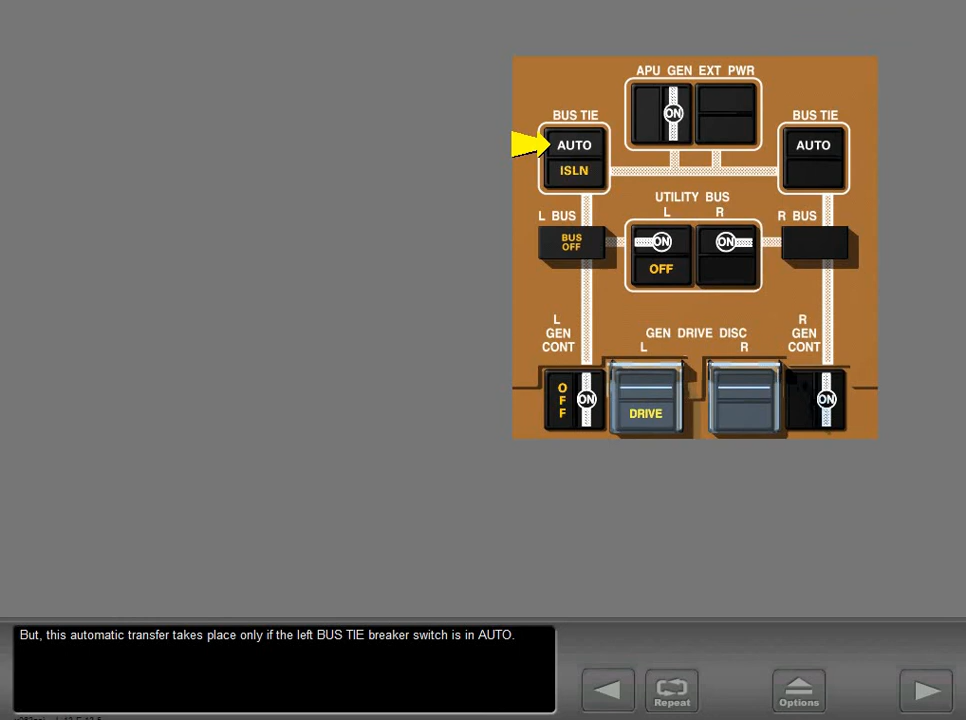 APU GEN EXT PWR
ON
BUS TIE
BUS TIE
AUTO
ISLN
AUTO
UTILITY BUS
L R
L BUS
R BUS
BUS
OFF
ON
ON
OFF
L
GEN
CONT
GEN DRIVE DISC
L R
R
GEN
CONT
OFF
ON
DRIVE
ON
But, this automatic transfer takes place only if the left BUS TIE breaker switch is in AUTO.
Repeat
Options